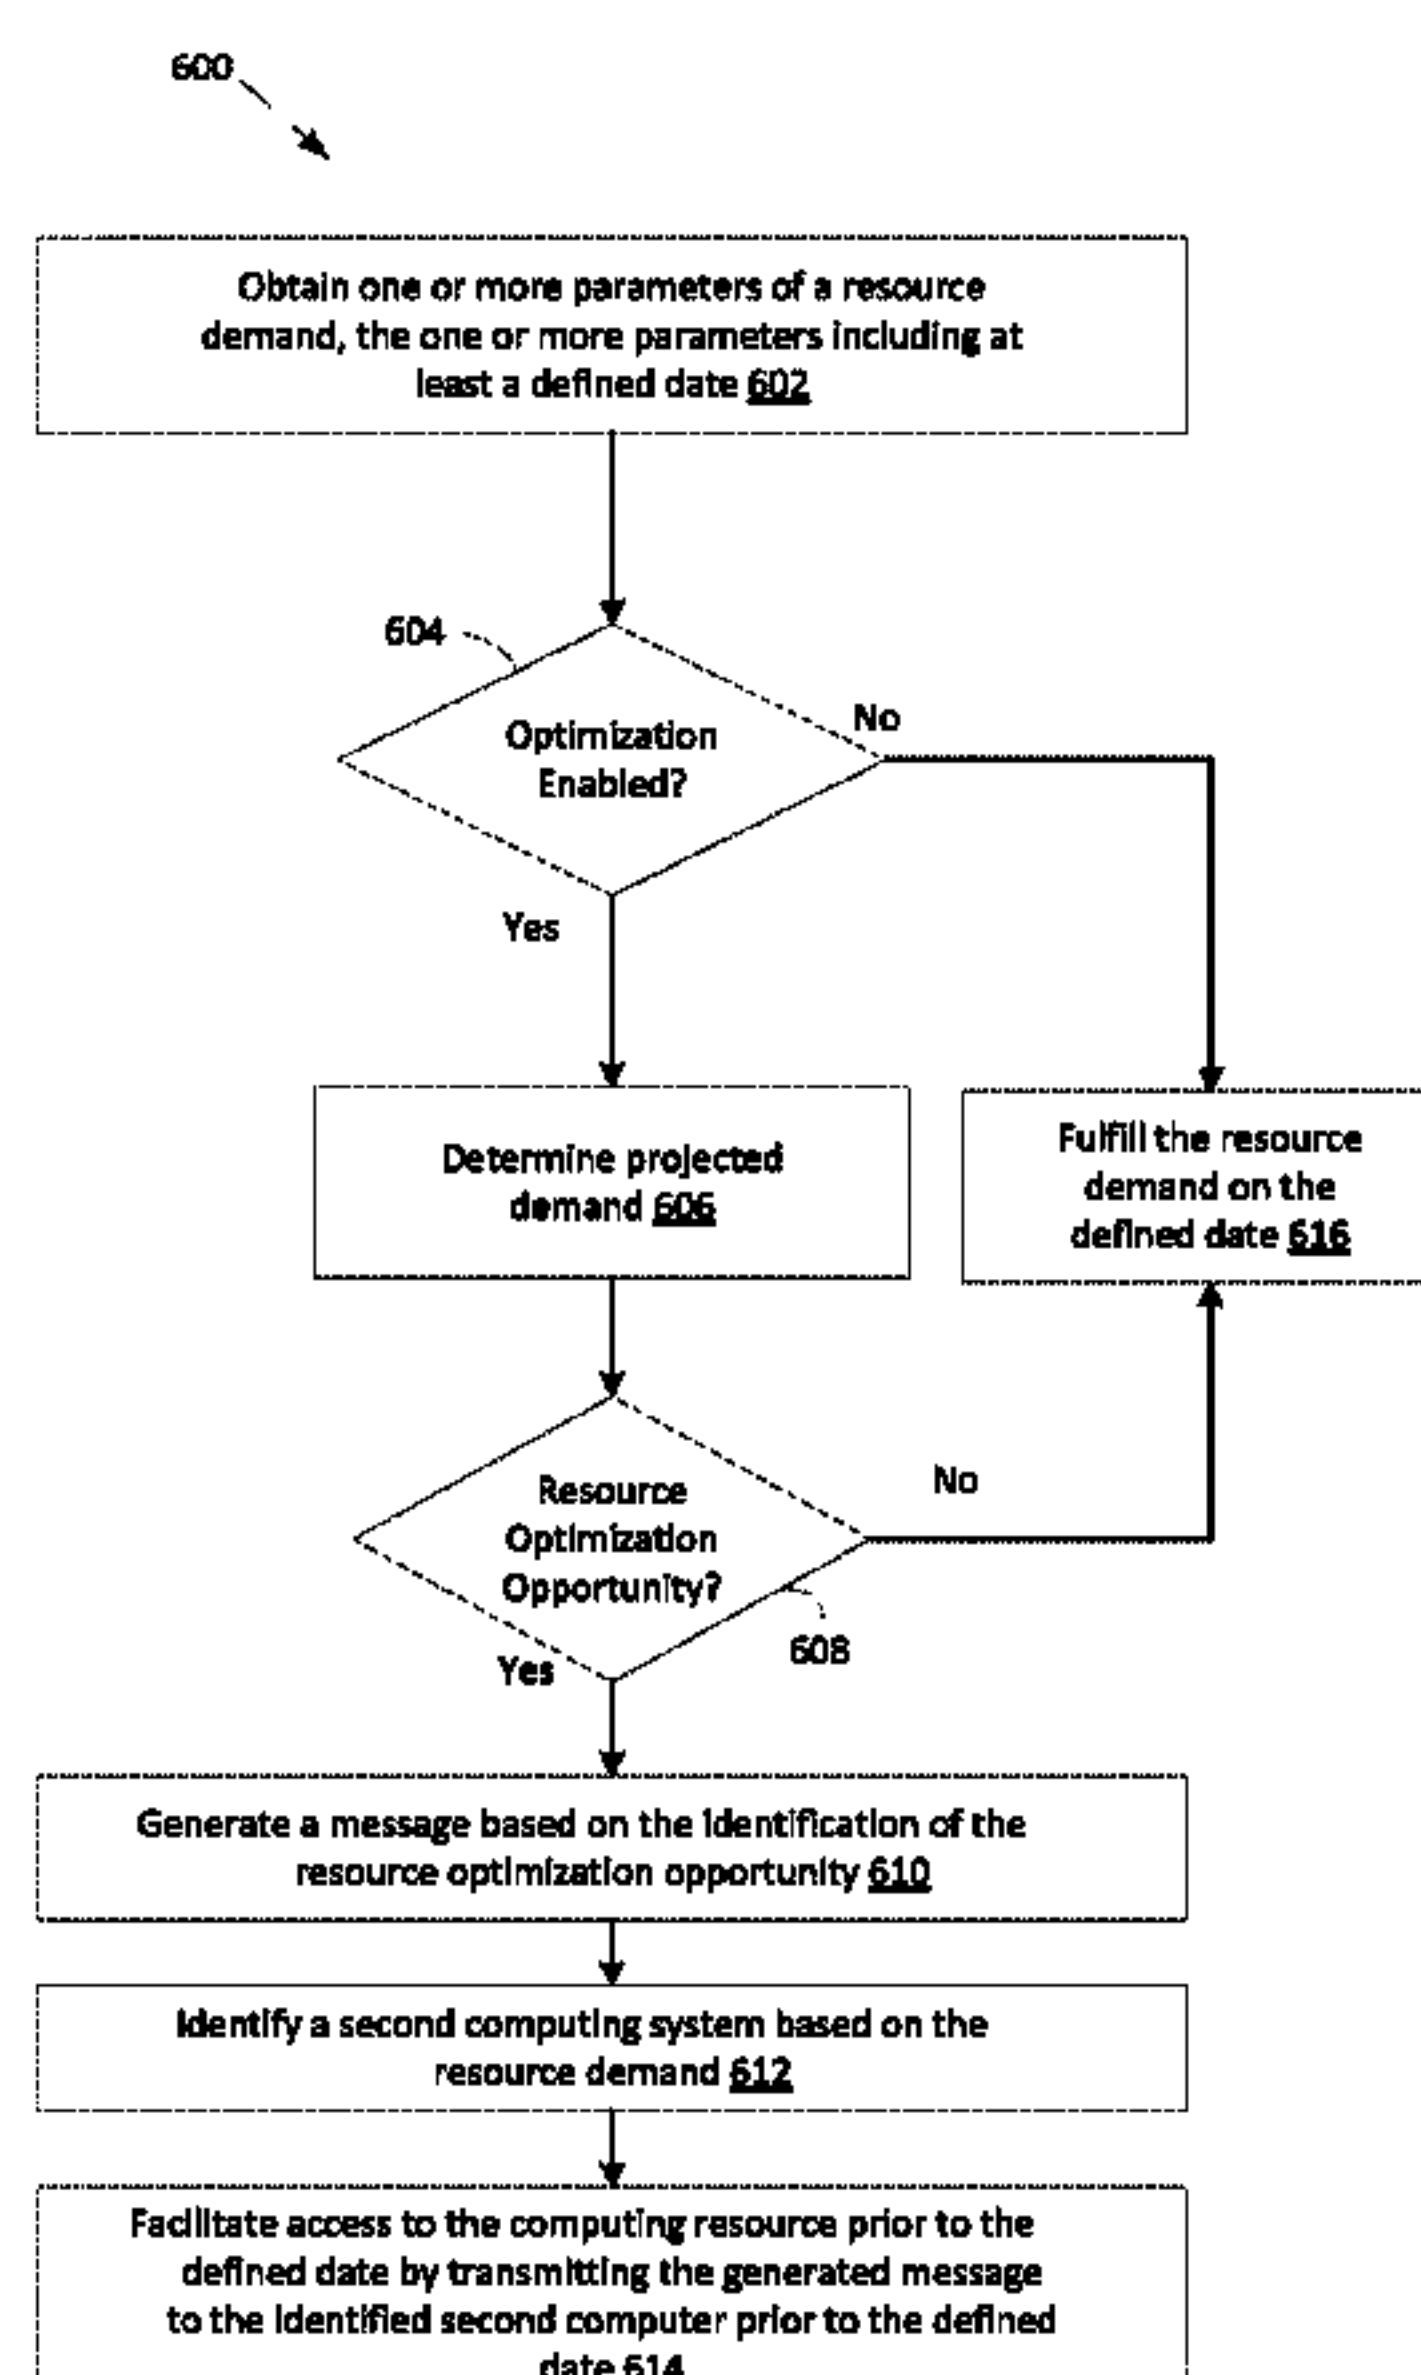 600
Obtain one or more parameters of a resource
demand, the one or more parameters including at
least a defined date 602
604
Optimization
Enabled?
No
Yes
Determine projected
demand 606
Fulfill the resource
demand on the
defined date 616
Resource
Optimization
Opportunity?
No
608
Yes
Generate a message based on the identification of the
resource optimization opportunity 610
Identify a second computing system based on the
resource demand 612
Facilitate access to the computing resource prior to the
defined date by transmitting the generated message
to the identified second computer prior to the defined
date 614